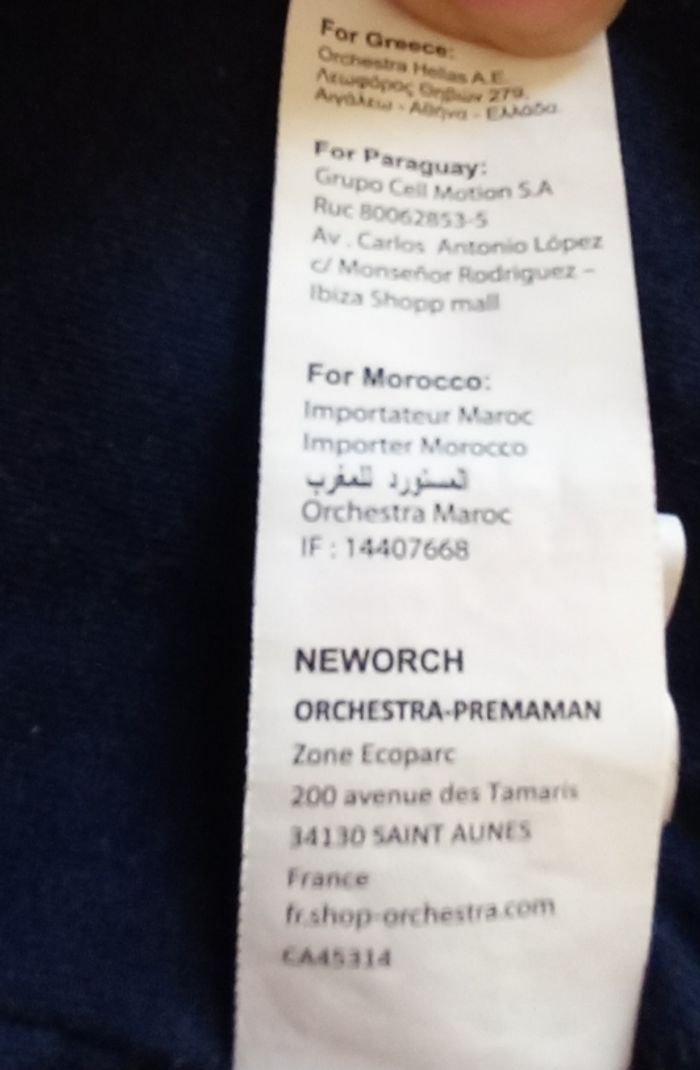 For Greece:
Orchestra Hellas A.E.
Λεωφόρος Θηβών 279,
Αιγάλεω - Αθήνα - Ελλάδα
For Paraguay:
Grupo Cell Motion S.A
Ruc 80062853-5
Av . Carlos Antonio López
c/ Monseñor Rodriguez –
Ibiza Shopp mall
For Morocco:
Importateur Maroc
Importer Morocco
المستورد للمغرب
Orchestra Maroc
IF : 14407668
NEWORCH
ORCHESTRA-PREMAMAN
Zone Ecoparc
200 avenue des Tamaris
34130 SAINT AUNES
France
fr.shop-orchestra.com
CA45314